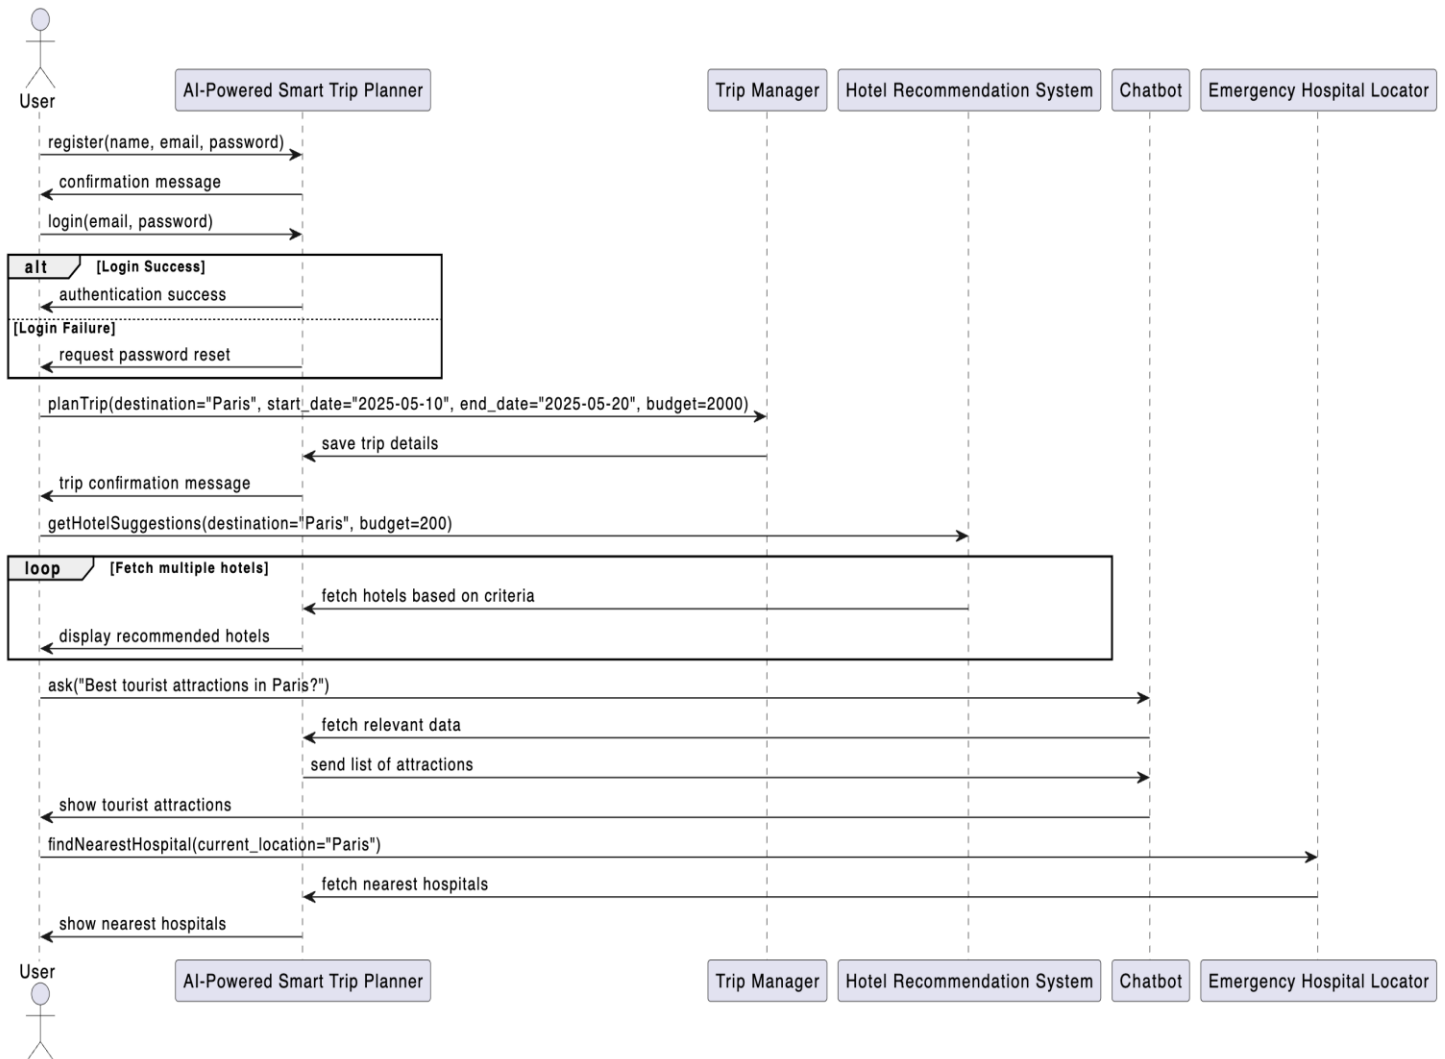 User
AI-Powered Smart Trip Planner
Trip Manager
Hotel Recommendation System
Chatbot
Emergency Hospital Locator
register(name, email, password)
confirmation message
login(email, password)
alt
[Login Success]
authentication success
[Login Failure]
request password reset
planTrip(destination="Paris", start_date="2025-05-10", end_date="2025-05-20", budget=2000)
save trip details
trip confirmation message
getHotelSuggestions(destination="Paris", budget=200)
loop
[Fetch multiple hotels]
fetch hotels based on criteria
display recommended hotels
ask("Best tourist attractions in Paris?")
fetch relevant data
send list of attractions
show tourist attractions
findNearestHospital(current_location="Paris")
fetch nearest hospitals
show nearest hospitals
User
AI-Powered Smart Trip Planner
Trip Manager
Hotel Recommendation System
Chatbot
Emergency Hospital Locator